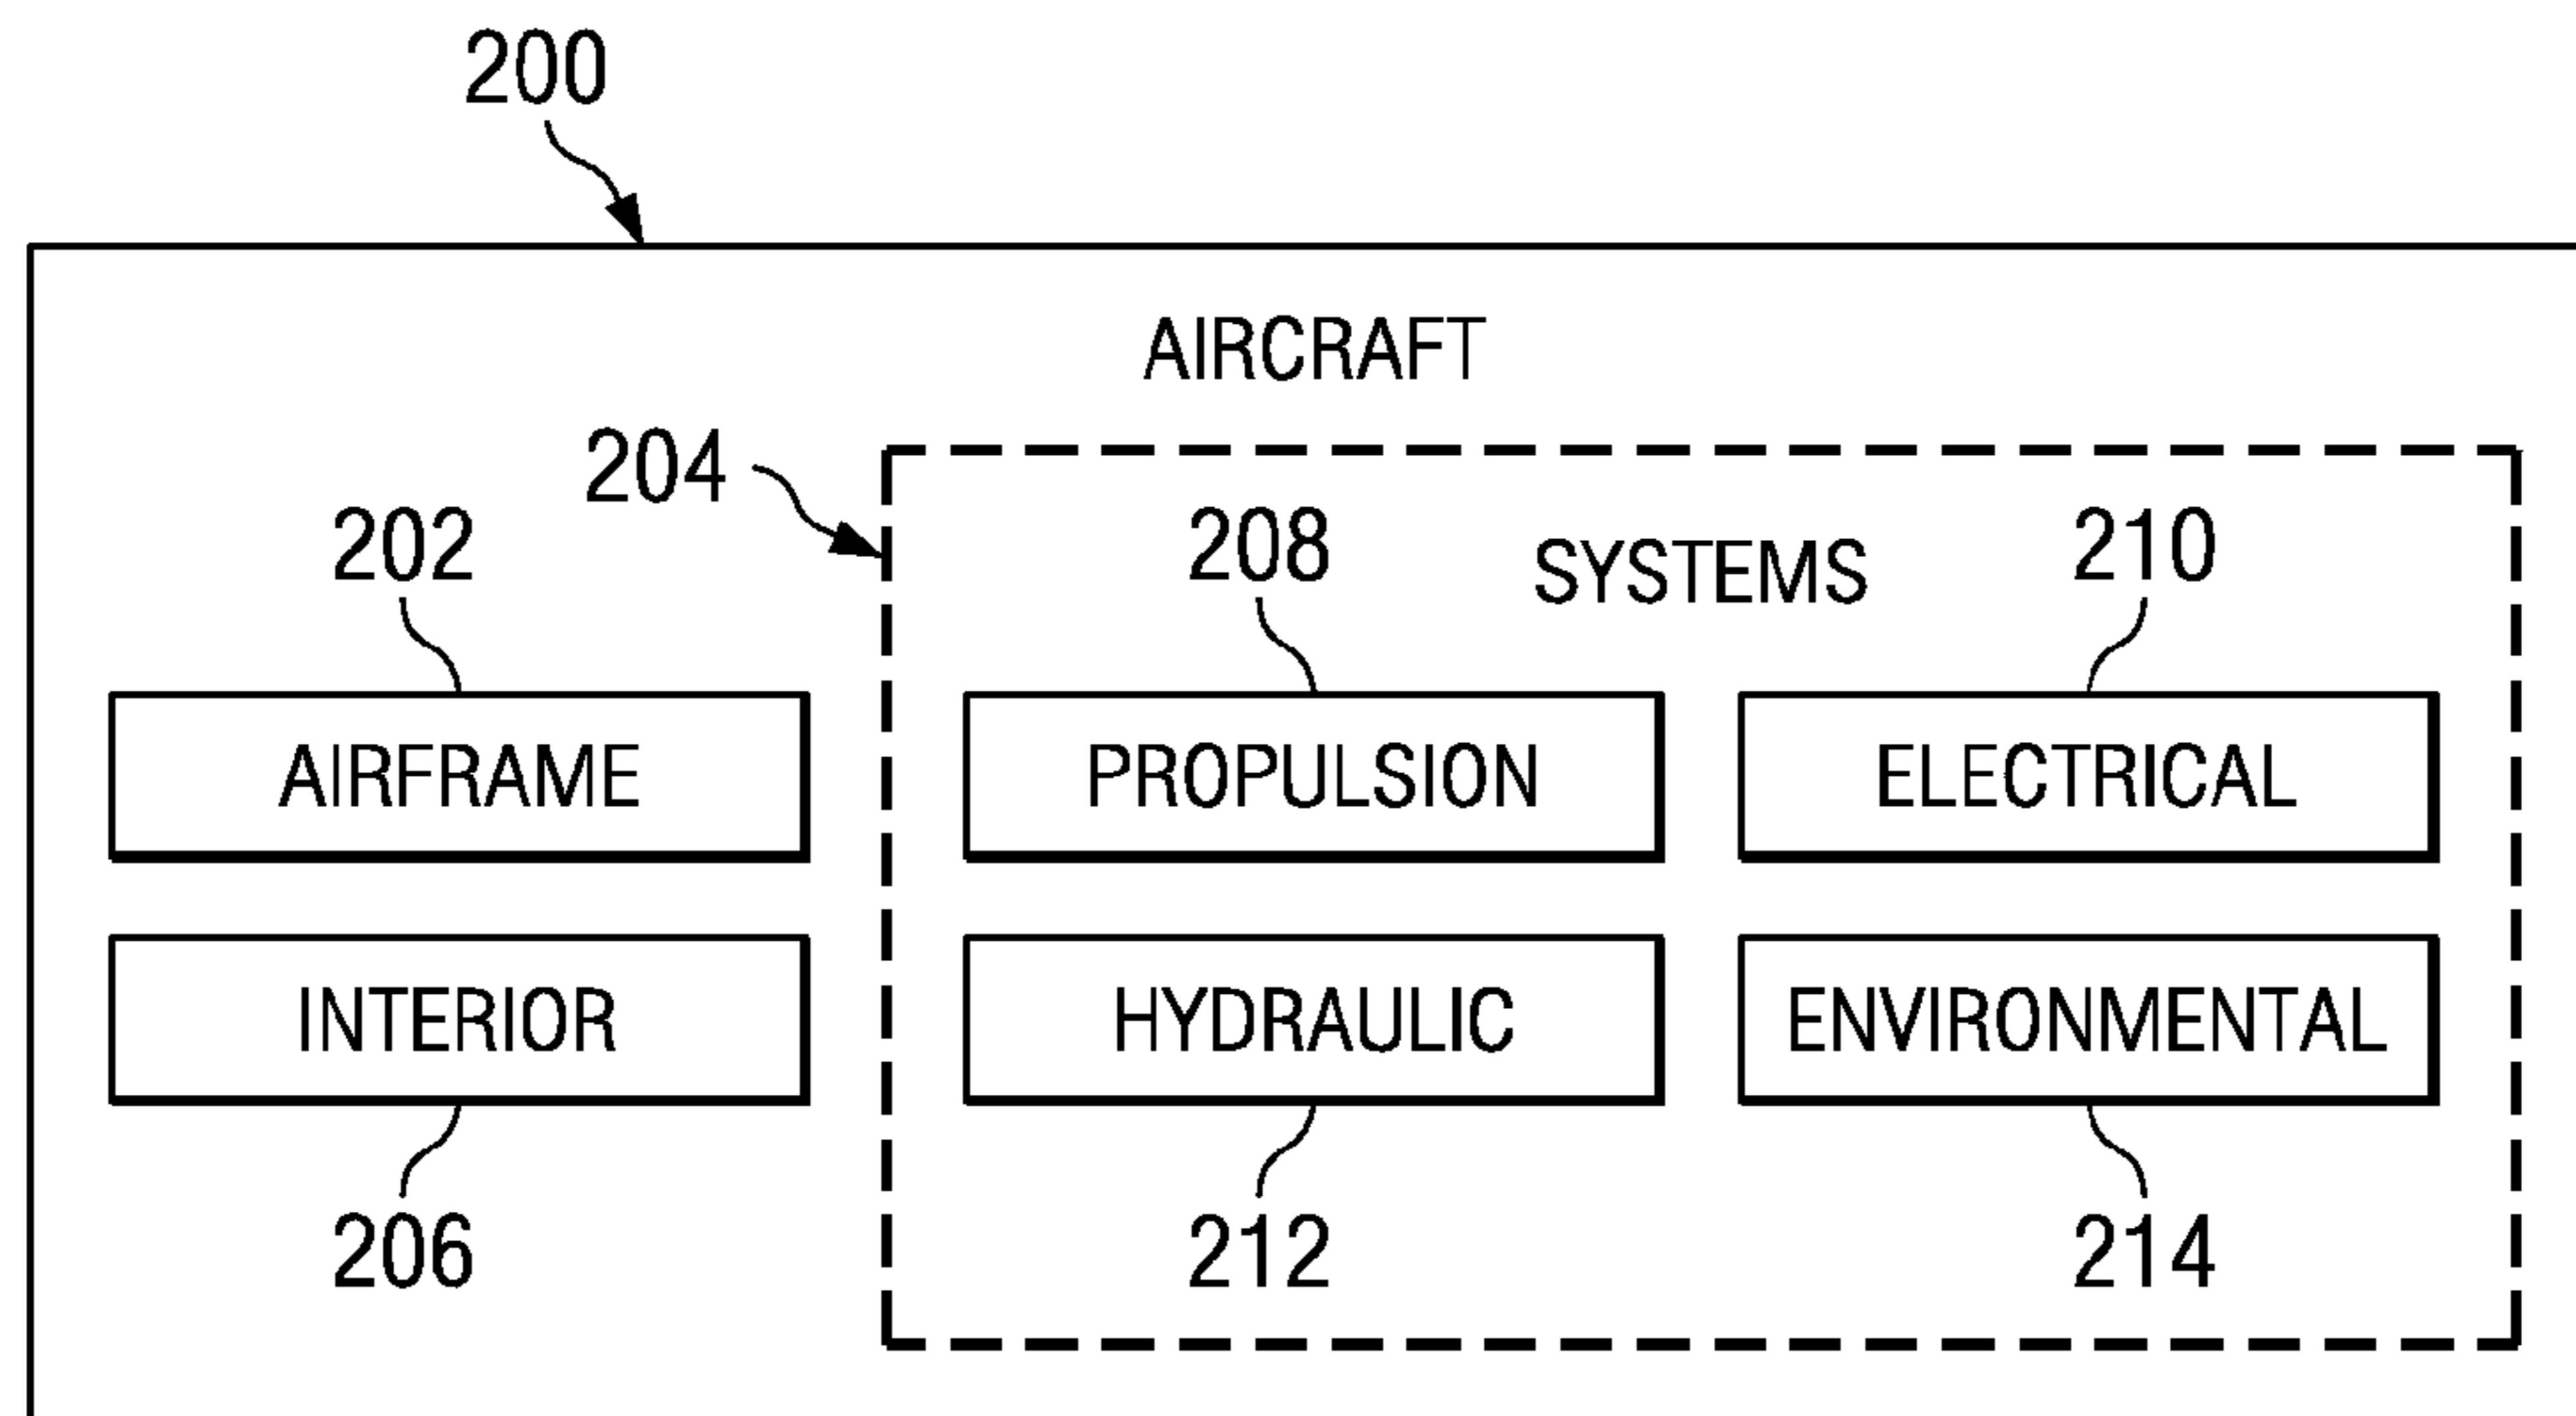 200
AIRCRAFT
204
202
208
SYSTEMS
210
AIRFRAME
PROPULSION
ELECTRICAL
INTERIOR
HYDRAULIC
ENVIRONMENTAL
206
212
214